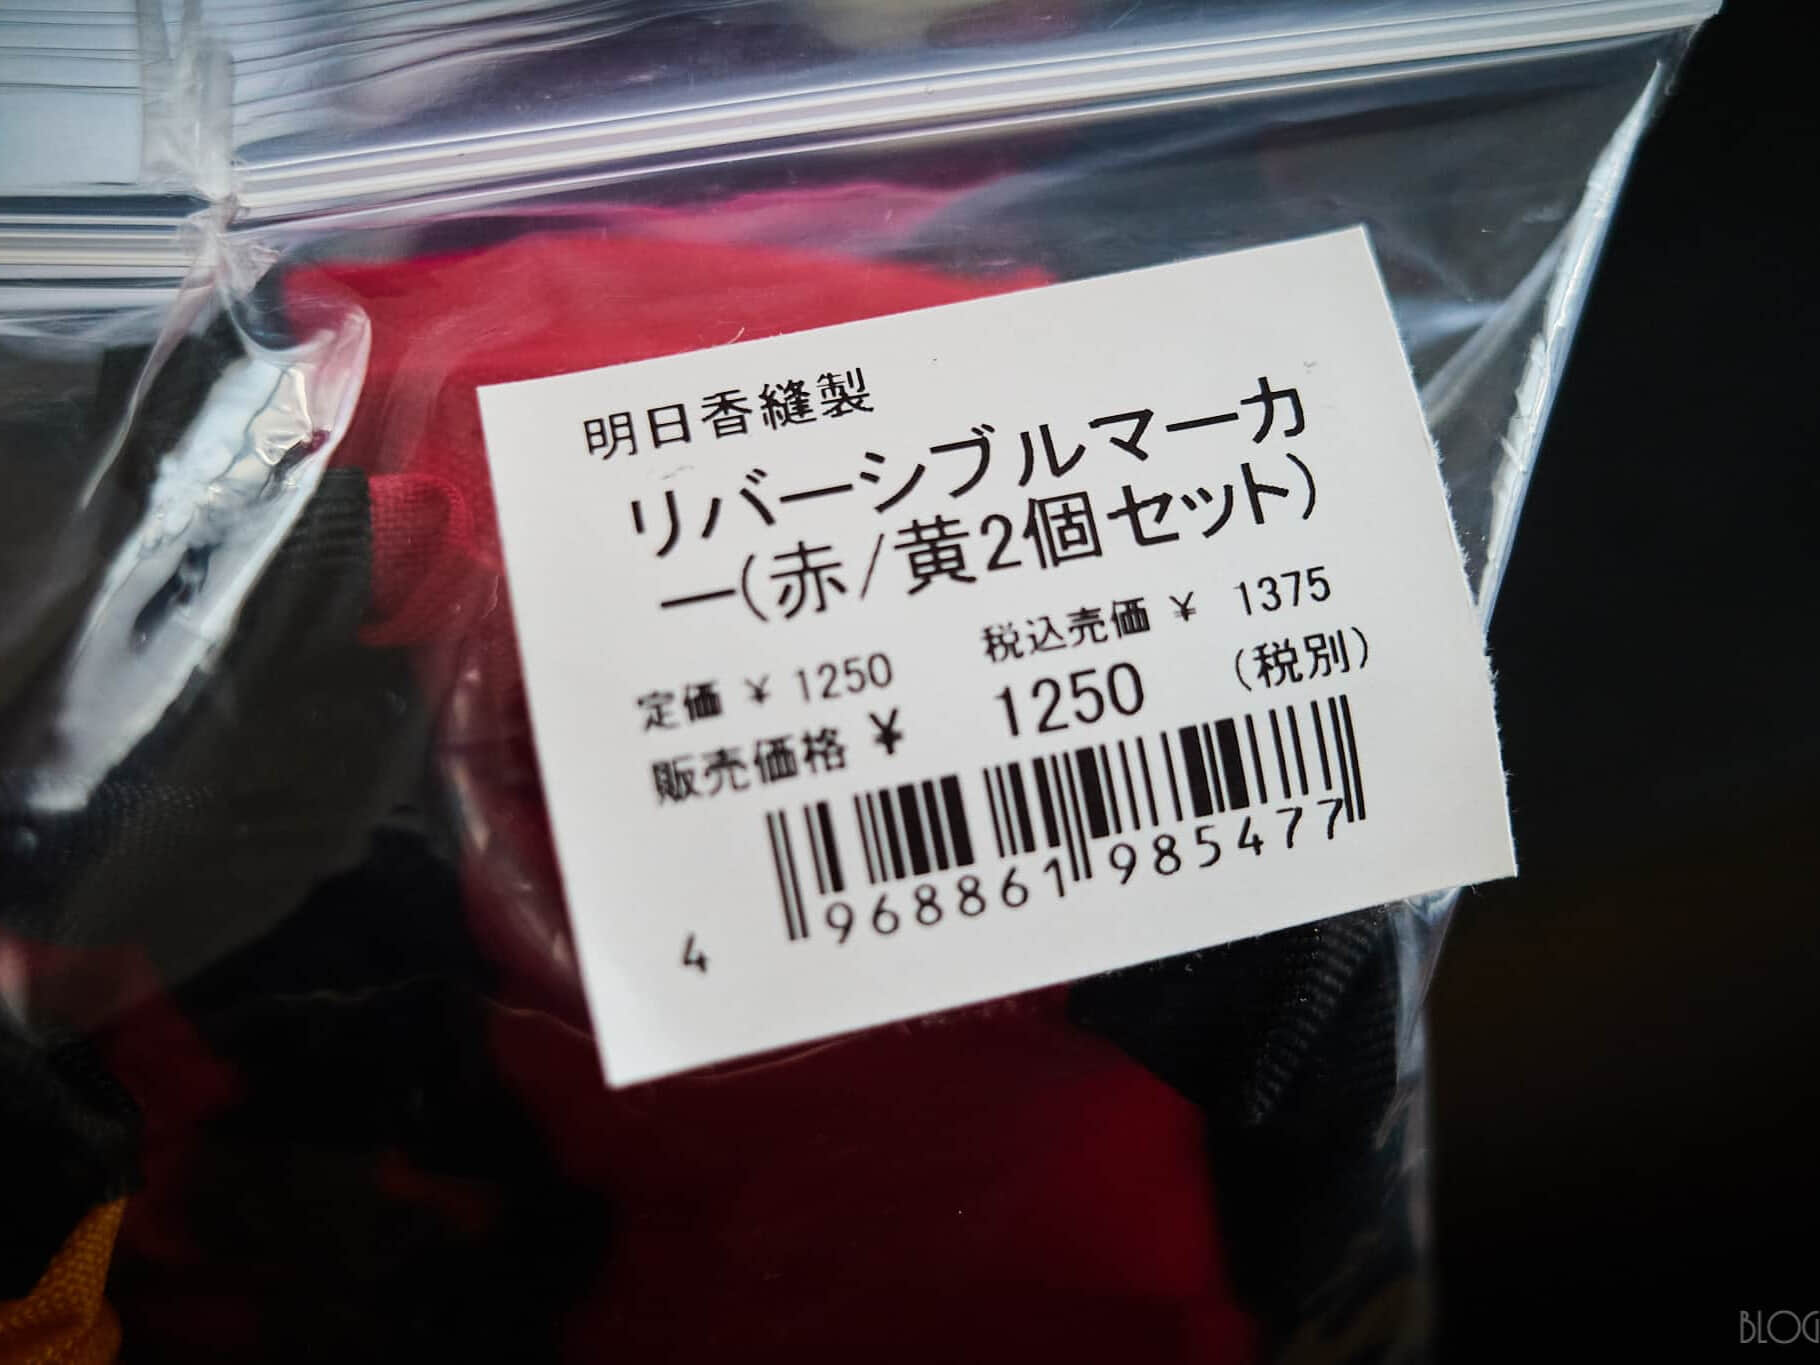 明日香縫製
リバーシブルマーカ
ー(赤/黄2個セット)
定価 ¥ 1250 税込売価 ¥ 1375
販売価格 ¥ 1250 (税別)
4 968861 985477
BLOG